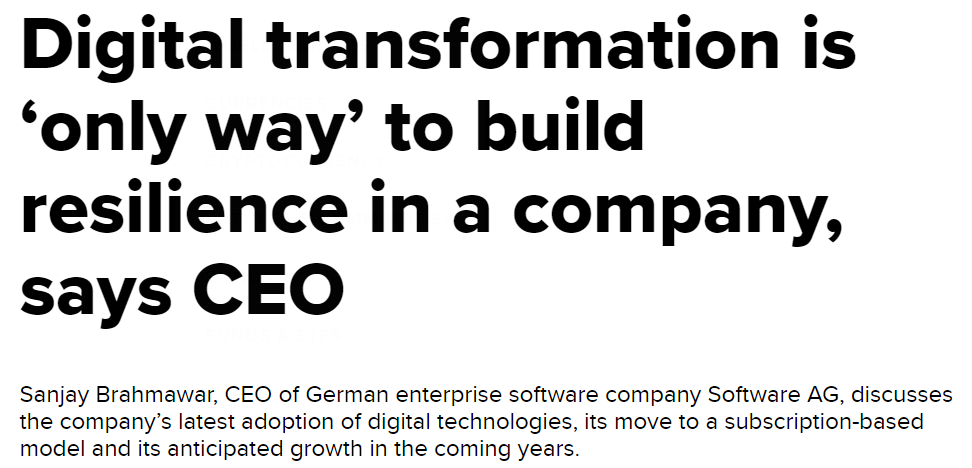 Digital transformation is
‘only way’ to build
resilience in a company,
says CEO
Sanjay Brahmawar, CEO of German enterprise software company Software AG, discusses
the company’s latest adoption of digital technologies, its move to a subscription-based
model and its anticipated growth in the coming years.